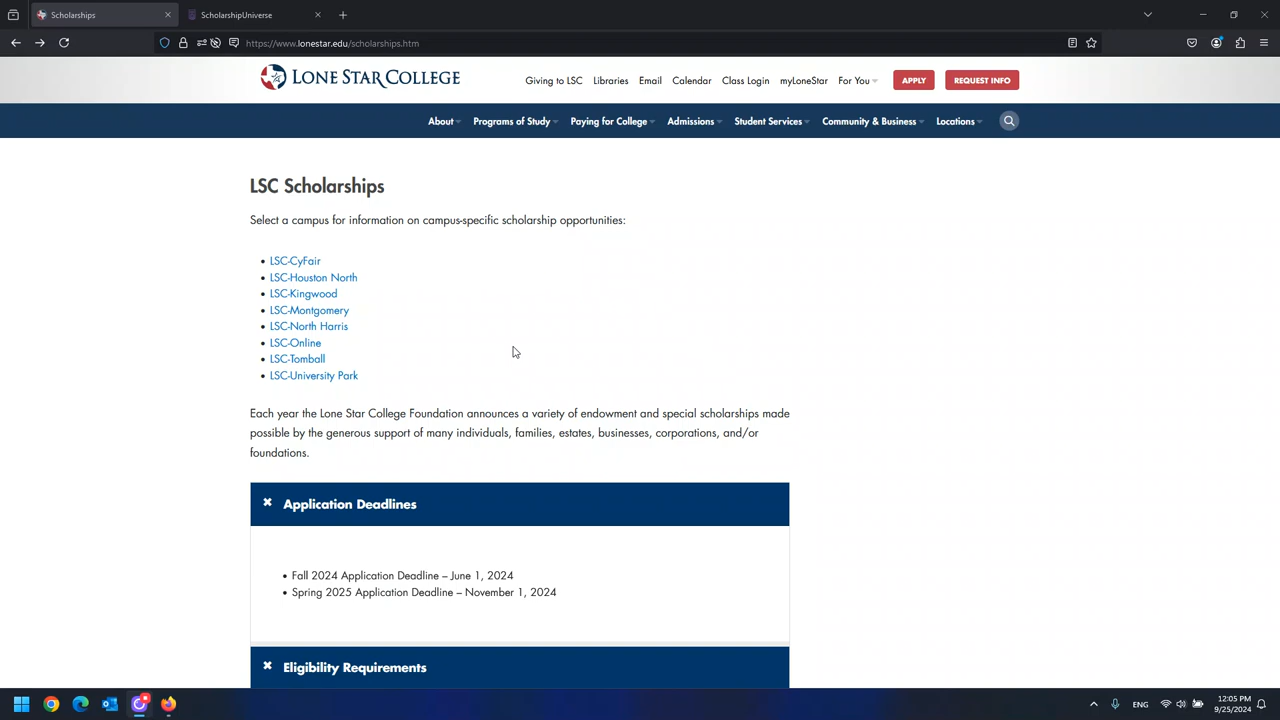 Scholarships
ScholarshipUniverse
https://www.lonestar.edu/scholarships.htm
LONE STAR COLLEGE
Giving to LSC Libraries Email Calendar Class Login myLoneStar For You APPLY REQUEST INFO
About Programs of Study Paying for College Admissions Student Services Community & Business Locations
LSC Scholarships
Select a campus for information on campus-specific scholarship opportunities:
• LSC-CyFair
• LSC-Houston North
• LSC-Kingwood
• LSC-Montgomery
• LSC-North Harris
• LSC-Online
• LSC-Tomball
• LSC-University Park
Each year the Lone Star College Foundation announces a variety of endowment and special scholarships made
possible by the generous support of many individuals, families, estates, businesses, corporations, and/or
foundations.
Application Deadlines
• Fall 2024 Application Deadline – June 1, 2024
• Spring 2025 Application Deadline – November 1, 2024
Eligibility Requirements
ENG
12:05 PM
9/25/2024